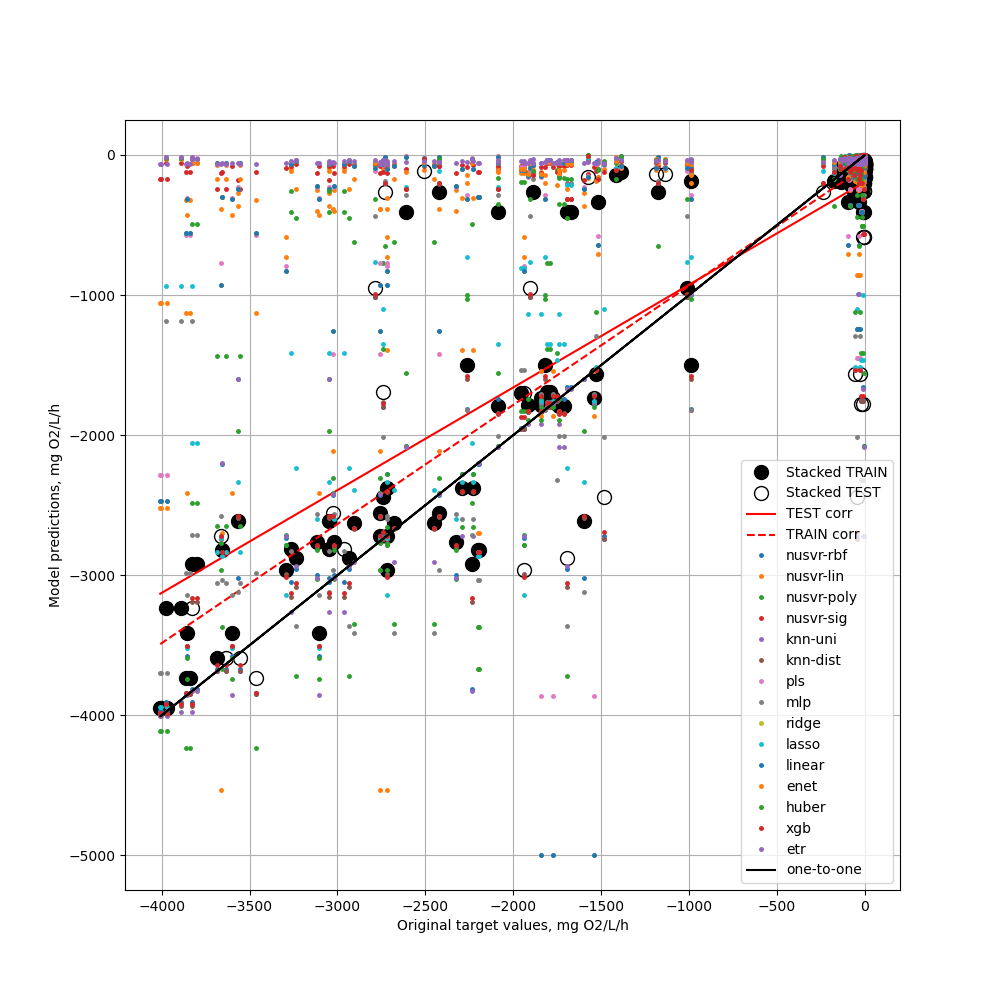 0
−1000
−2000
−3000
−4000
−5000
Model predictions, mg O2/L/h
−4000 −3500 −3000 −2500 −2000 −1500 −1000 −500 0
Original target values, mg O2/L/h
Stacked TRAIN
Stacked TEST
TEST corr
TRAIN corr
nusvr-rbf
nusvr-lin
nusvr-poly
nusvr-sig
knn-uni
knn-dist
pls
mlp
ridge
lasso
linear
enet
huber
xgb
etr
one-to-one